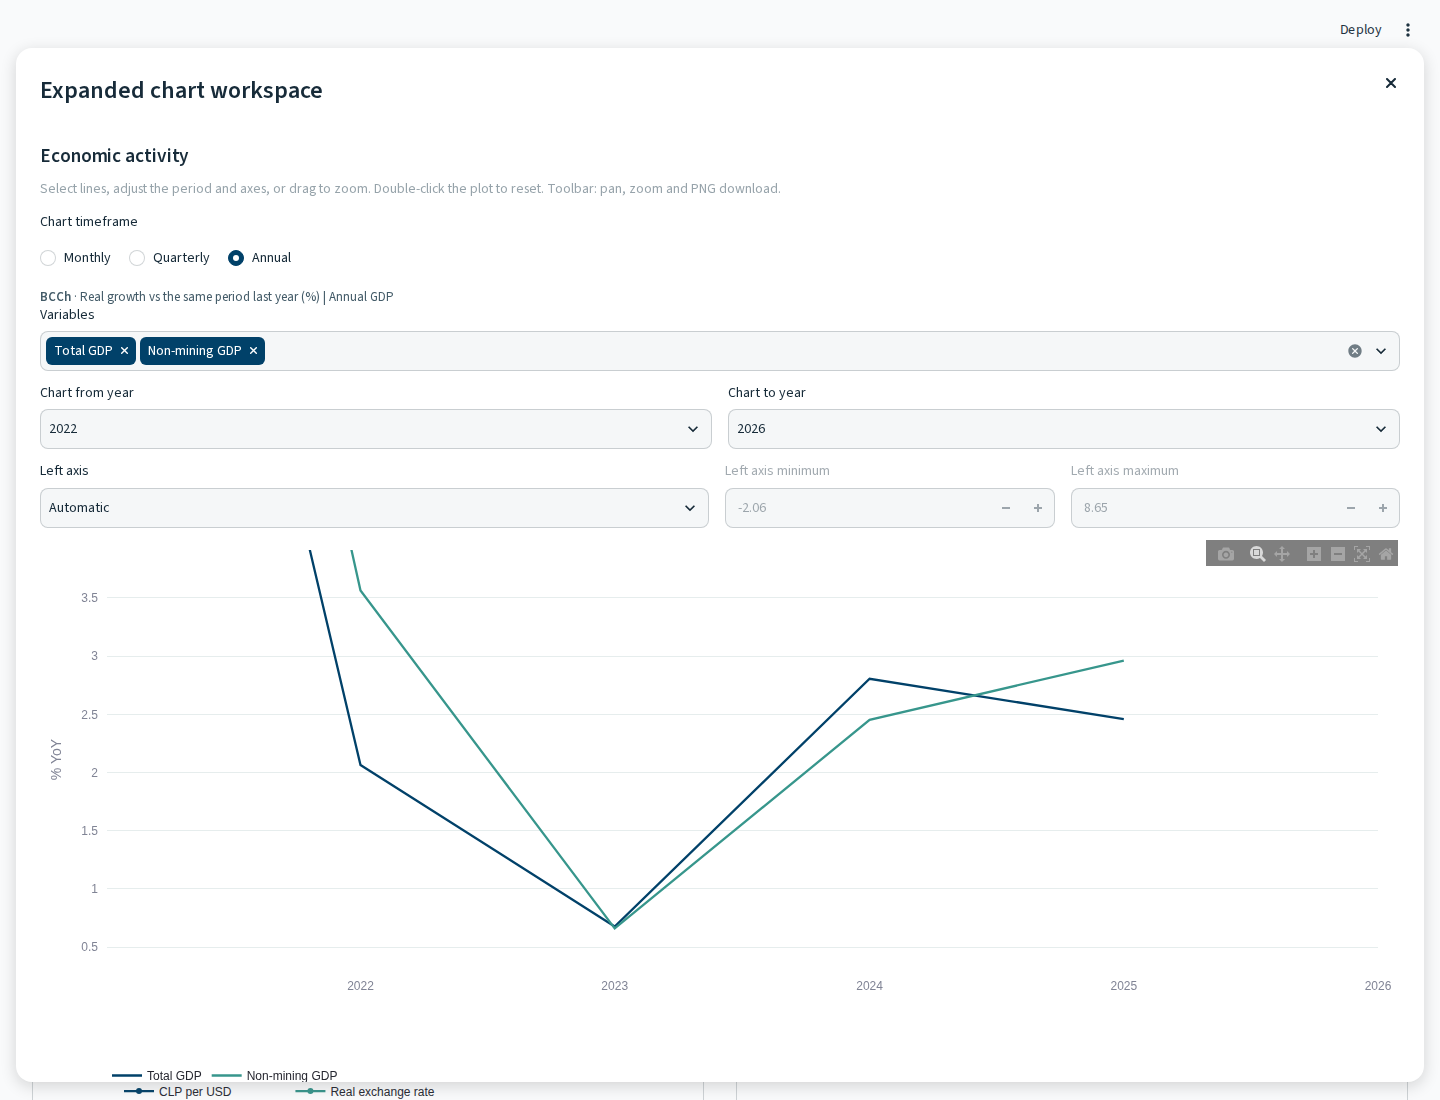 Deploy
Expanded chart workspace
Economic activity
Select lines, adjust the period and axes, or drag to zoom. Double-click the plot to reset. Toolbar: pan, zoom and PNG download.
Chart timeframe
Monthly Quarterly Annual
BCCh · Real growth vs the same period last year (%) | Annual GDP
Variables
Total GDP Non-mining GDP
Chart from year Chart to year
2022 2026
Left axis Left axis minimum Left axis maximum
Automatic -2.06 8.65
3.5
3
2.5
% YoY
2
1.5
1
0.5
2022 2023 2024 2025 2026
Total GDP Non-mining GDP
CLP per USD Real exchange rate